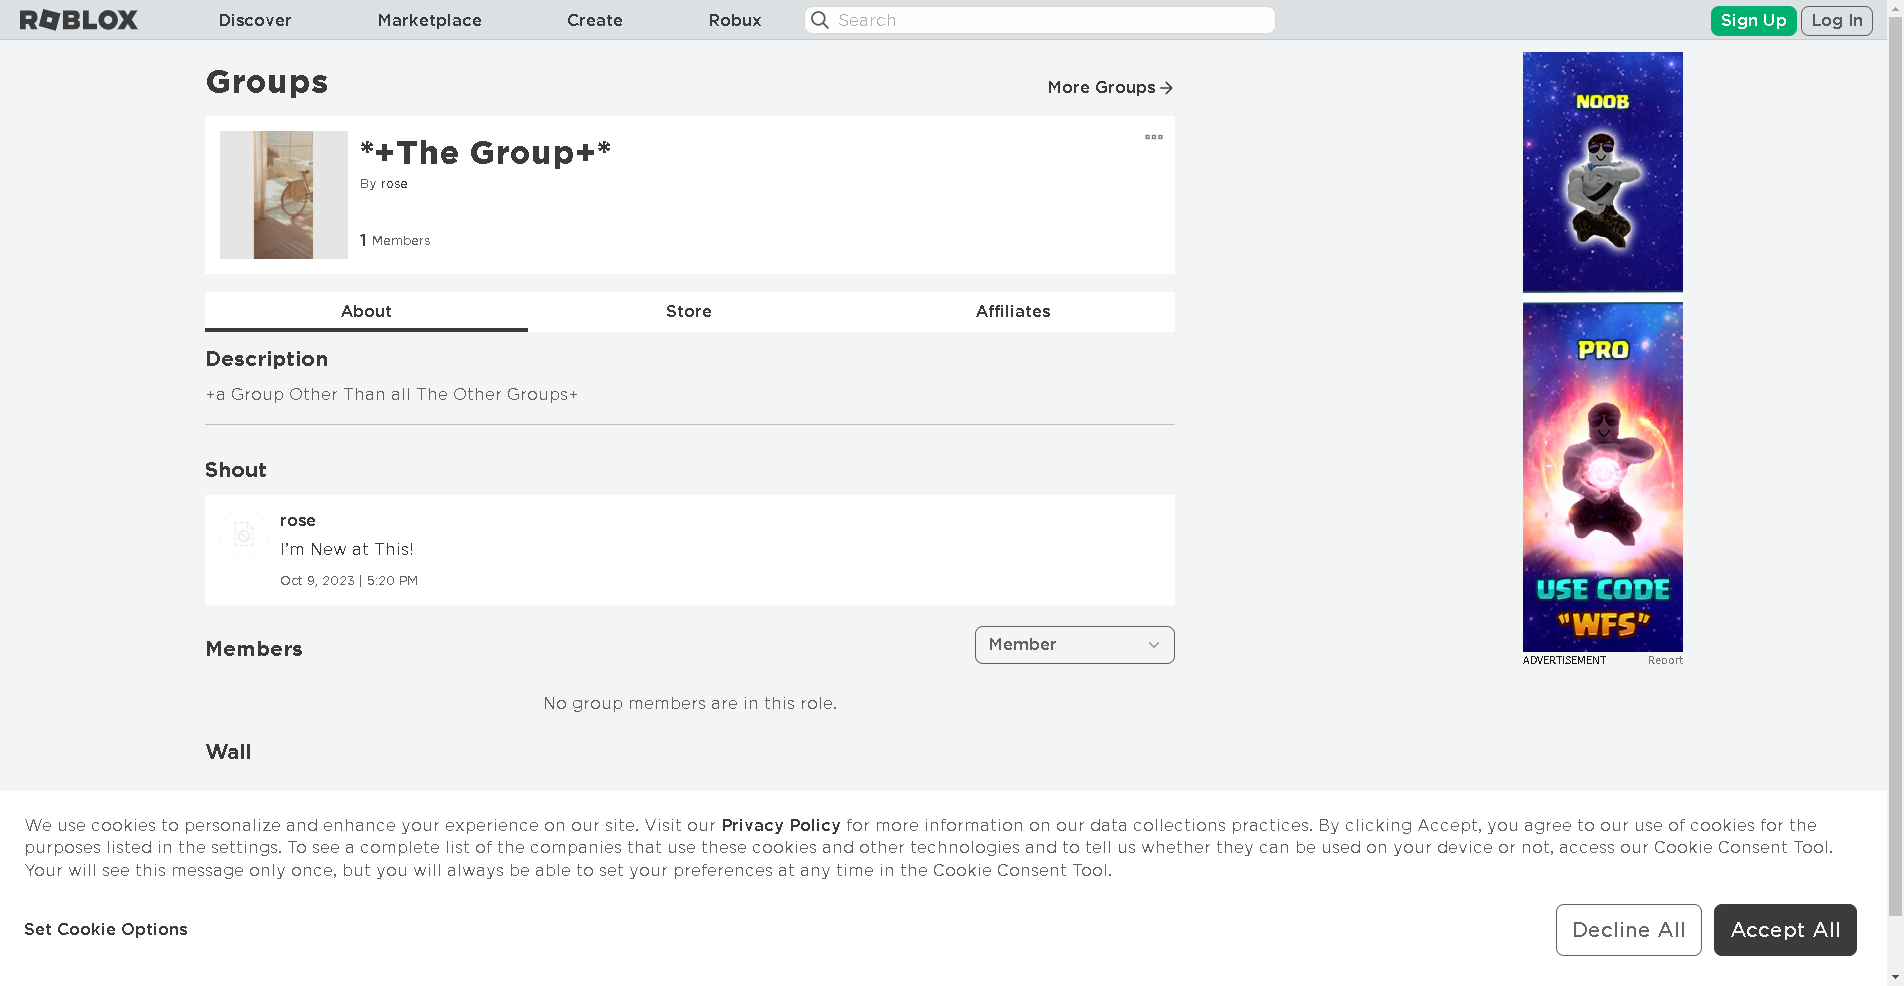 ROBLOX
Discover
Marketplace
Create
Robux
Search
Sign Up
Log In
Groups
More Groups
*+The Group+*
By rose
1 Members
About
Store
Affiliates
Description
+a Group Other Than all The Other Groups+
Shout
rose
I'm New at This!
Oct 9, 2023 | 5:20 PM
Members
Member
No group members are in this role.
Wall
NOOB
PRO
USE CODE
"WFS"
ADVERTISEMENT
Report
We use cookies to personalize and enhance your experience on our site. Visit our Privacy Policy for more information on our data collections practices. By clicking Accept, you agree to our use of cookies for the
purposes listed in the settings. To see a complete list of the companies that use these cookies and other technologies and to tell us whether they can be used on your device or not, access our Cookie Consent Tool.
Your will see this message only once, but you will always be able to set your preferences at any time in the Cookie Consent Tool.
Set Cookie Options
Decline All
Accept All